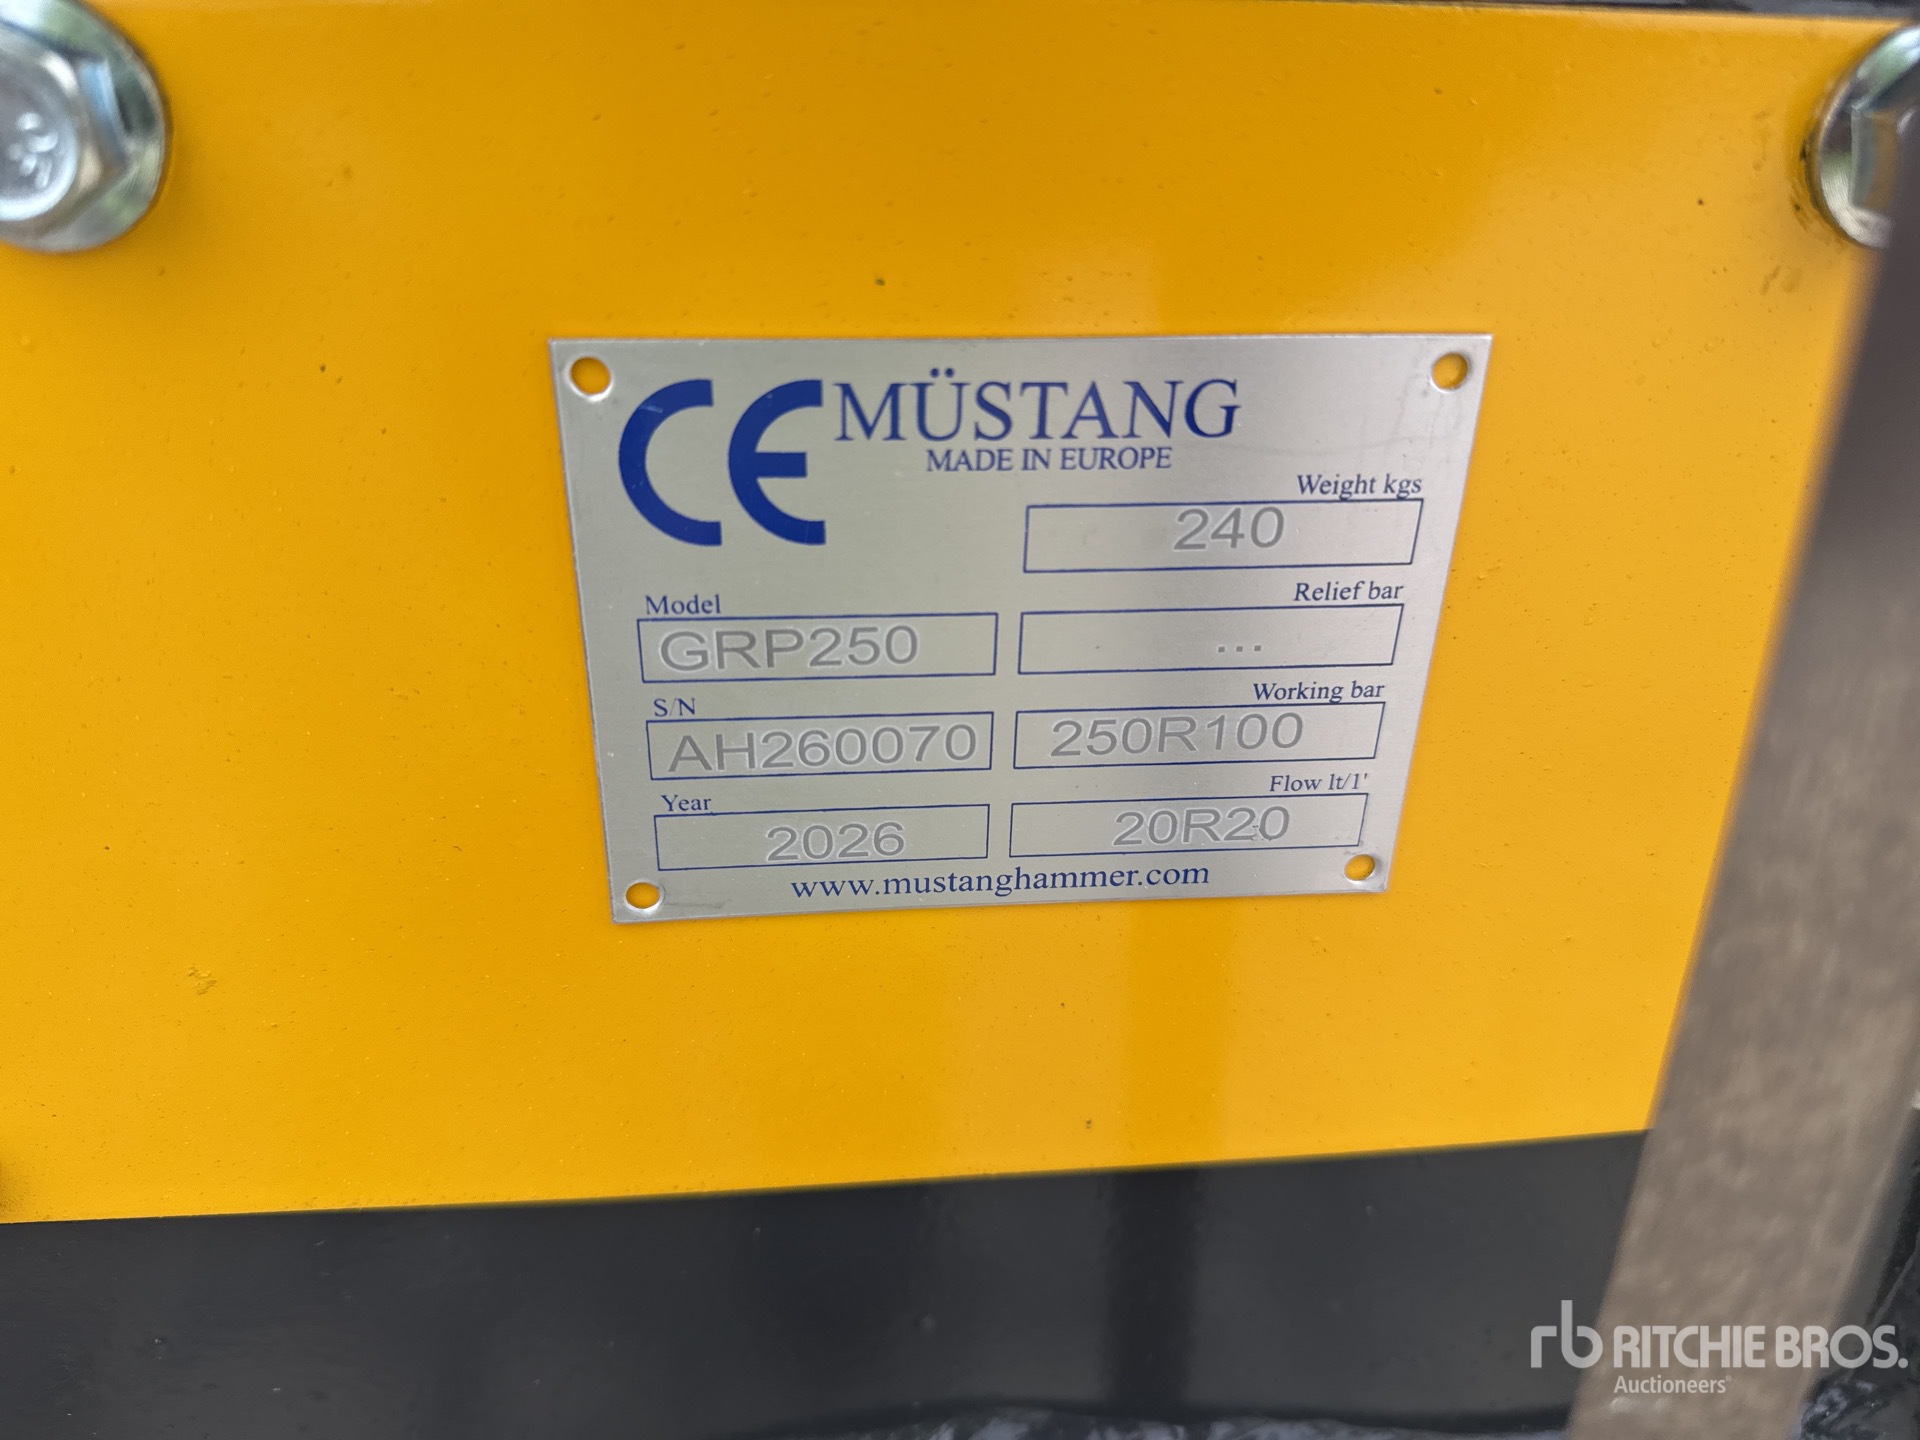 CE MÜSTANG
MADE IN EUROPE
Weight kgs
240
Model
GRP250
Relief bar
...
S/N
AH260070
Working bar
250R100
Year
2026
Flow lt/1'
20R20
www.mustanghammer.com
rb RITCHIE BROS.
Auctioneers